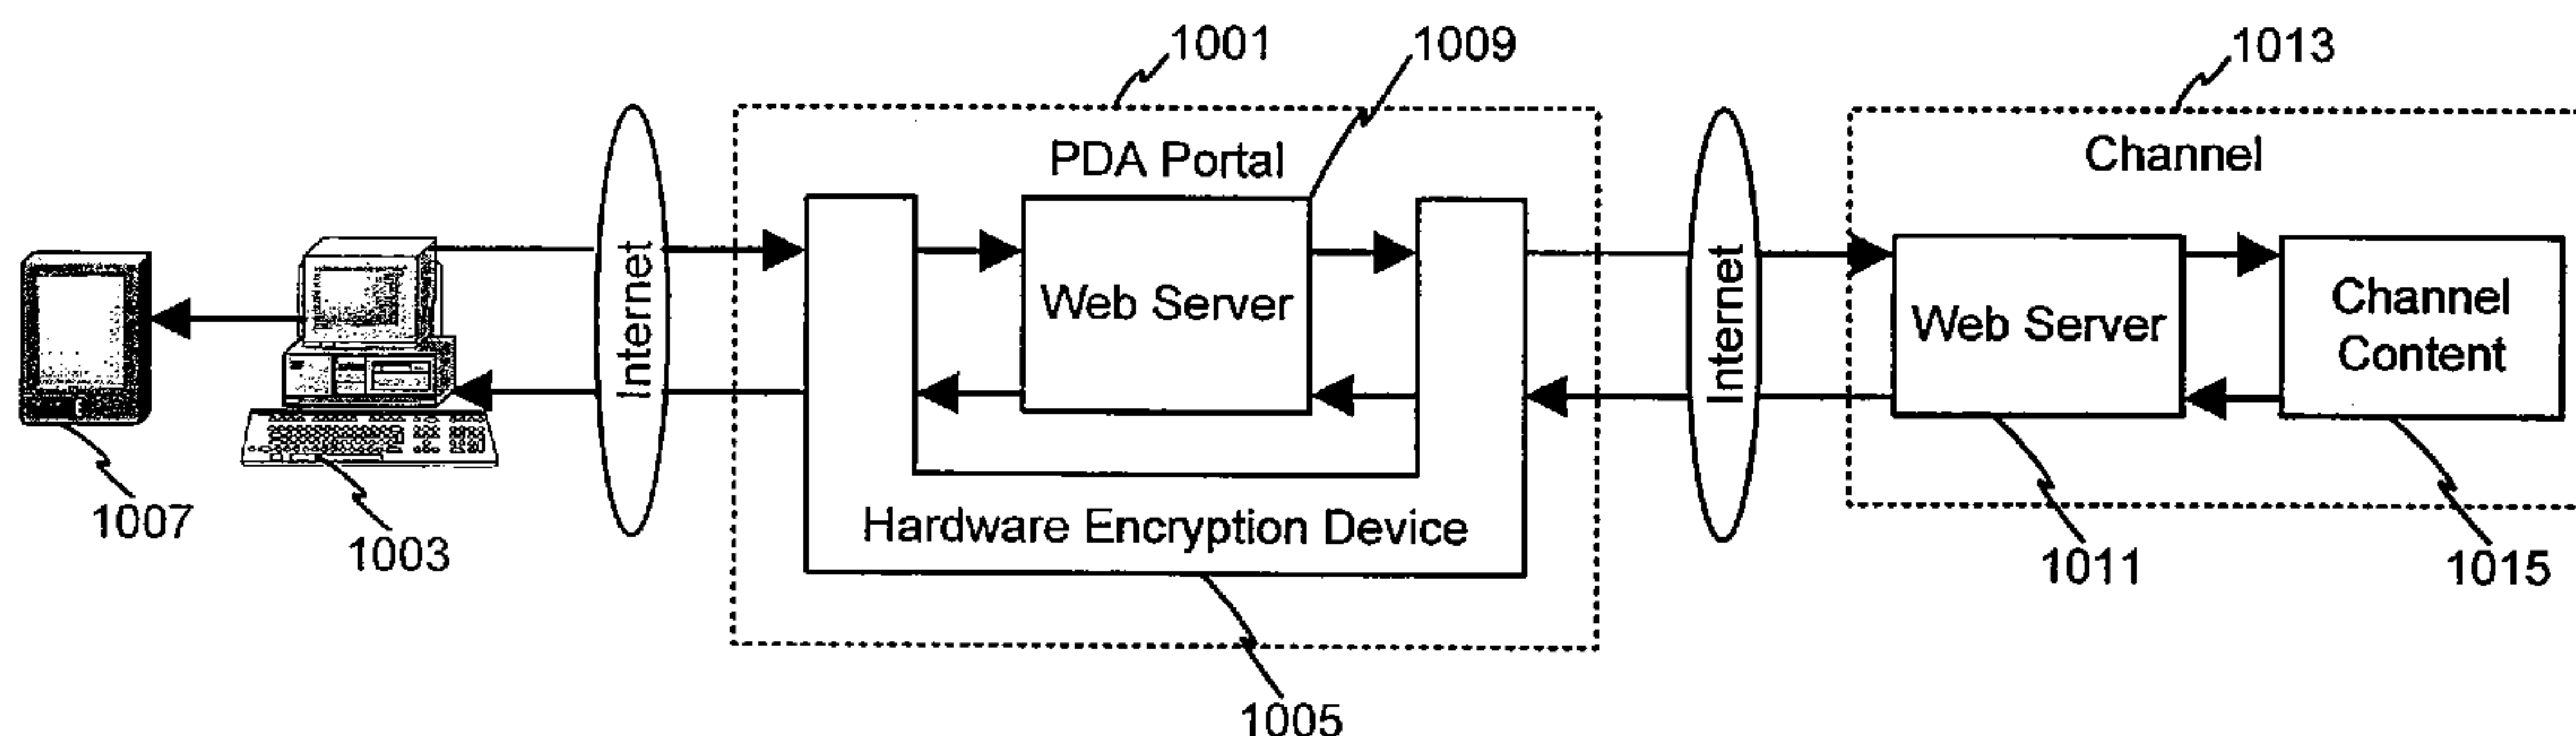 1001
1009
1013
PDA Portal
Channel
Internet
Web Server
Internet
Web Server
Channel
Content
Hardware Encryption Device
1007
1003
1011
1015
1005